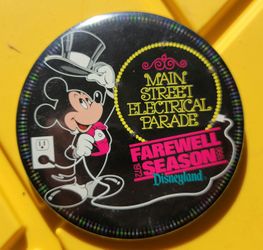 MAIN
STREET
ELECTRICAL
PARADE
FAREWELL
SEASON
Disneyland